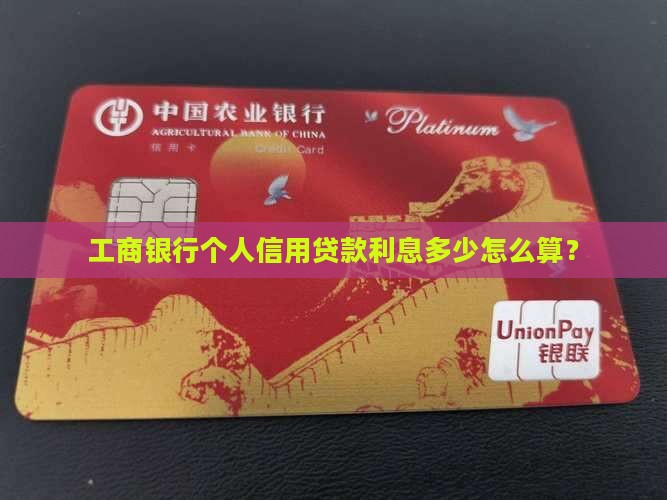 中国农业银行
AGRICULTURAL BANK OF CHINA
信用卡 Credit Card
Platinum
工商银行个人信用贷款利息多少怎么算？
UnionPay
银联